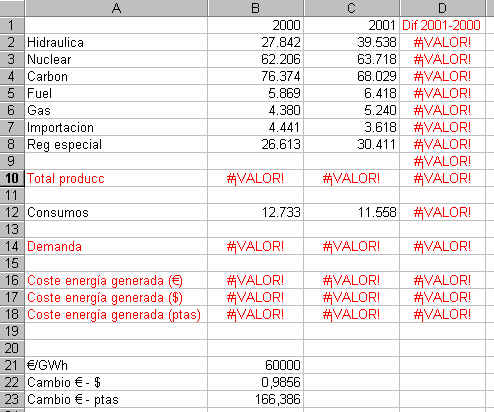 A B C D
1 2000 2001 Dif 2001-2000
2 Hidraulica 27.842 39.538 #¡VALOR!
3 Nuclear 62.206 63.718 #¡VALOR!
4 Carbon 76.374 68.029 #¡VALOR!
5 Fuel 5.869 6.418 #¡VALOR!
6 Gas 4.380 5.240 #¡VALOR!
7 Importacion 4.441 3.618 #¡VALOR!
8 Reg especial 26.613 30.411 #¡VALOR!
9 #¡VALOR!
10 Total producc #¡VALOR! #¡VALOR! #¡VALOR!
11
12 Consumos 12.733 11.558 #¡VALOR!
13
14 Demanda #¡VALOR! #¡VALOR! #¡VALOR!
15
16 Coste energía generada (€) #¡VALOR! #¡VALOR! #¡VALOR!
17 Coste energía generada ($) #¡VALOR! #¡VALOR! #¡VALOR!
18 Coste energía generada (ptas) #¡VALOR! #¡VALOR! #¡VALOR!
19
20
21 €/GWh 60000
22 Cambio € - $ 0,9856
23 Cambio € - ptas 166,386